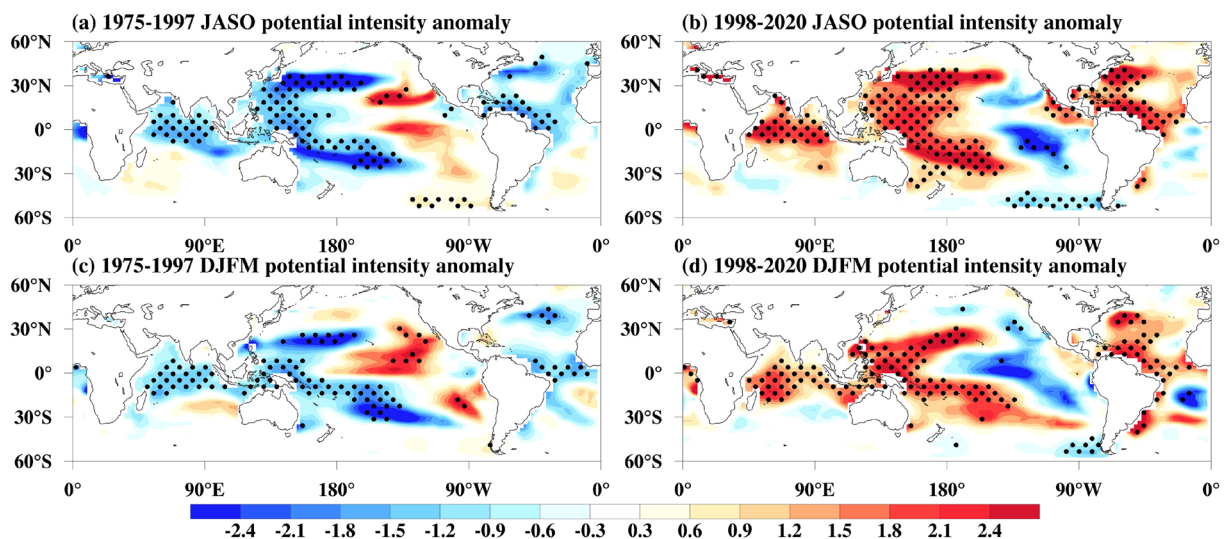 (a) 1975-1997 JASO potential intensity anomaly (b) 1998-2020 JASO potential intensity anomaly
60°N 60°N
30°N 30°N
0° 0°
30°S 30°S
60°S 60°S
0° 90°E 180° 90°W 0° 0° 90°E 180° 90°W 0°
(c) 1975-1997 DJFM potential intensity anomaly (d) 1998-2020 DJFM potential intensity anomaly
60°N 60°N
30°N 30°N
0° 0°
30°S 30°S
60°S 60°S
0° 90°E 180° 90°W 0° 0° 90°E 180° 90°W 0°
-2.4 -2.1 -1.8 -1.5 -1.2 -0.9 -0.6 -0.3 0.3 0.6 0.9 1.2 1.5 1.8 2.1 2.4